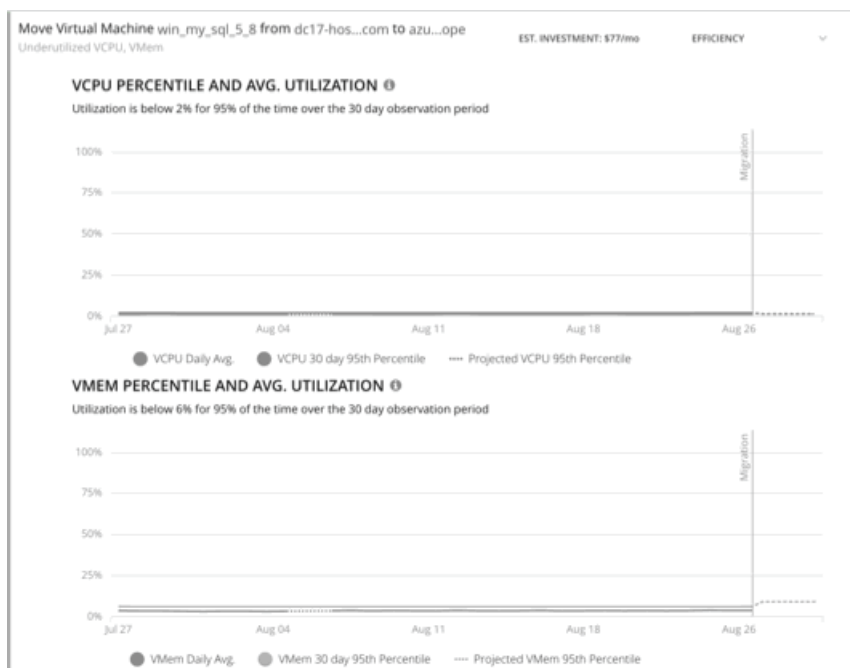 Move Virtual Machine win_my_sql_5_8 from dc17-hos...com to azu...ope
EST. INVESTMENT: $77/mo
EFFICIENCY
Underutilized VCPU, VMem
VCPU PERCENTILE AND AVG. UTILIZATION
Utilization is below 2% for 95% of the time over the 30 day observation period
100%
75%
50%
25%
0%
Migration
Jul 27
Aug 04
Aug 11
Aug 18
Aug 26
VCPU Daily Avg.
VCPU 30 day 95th Percentile
Projected VCPU 95th Percentile
VMEM PERCENTILE AND AVG. UTILIZATION
Utilization is below 6% for 95% of the time over the 30 day observation period
100%
75%
50%
25%
0%
Migration
Jul 27
Aug 04
Aug 11
Aug 18
Aug 26
VMem Daily Avg.
VMem 30 day 95th Percentile
Projected VMem 95th Percentile